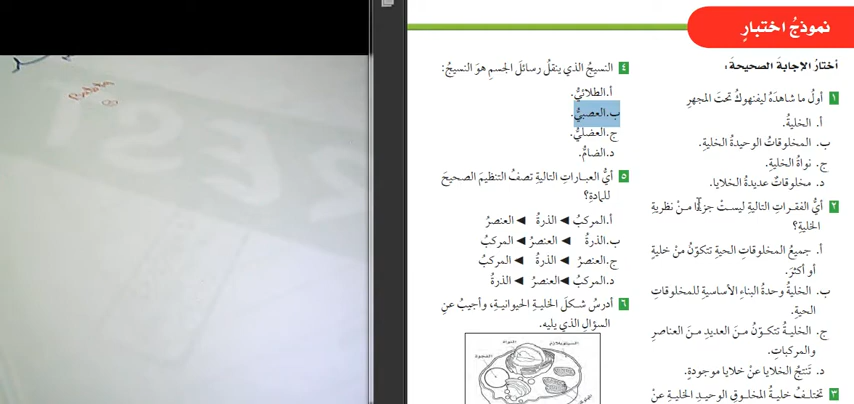 نموذجُ اختبارٍ
أختارُ الإجابةَ الصحيحةَ:
١ أولُ ما شاهدَهُ ليفنهوكُ تحتَ المجهرِ
أ. الخليةُ.
ب. المخلوقاتُ الوحيدةُ الخليةِ.
ج. نواةُ الخليةِ.
د. مخلوقاتٌ عديدةُ الخلايا.
٢ أيُّ الفقراتِ التاليةِ ليستْ جزءًا منْ نظريةِ
الخليةِ؟
أ. جميعُ المخلوقاتِ الحيةِ تتكوّنُ منْ خليةٍ
أو أكثرَ.
ب. الخليةُ وحدةُ البناءِ الأساسيةِ للمخلوقاتِ
الحيةِ.
ج. الخليةُ تتكوّنُ منَ العديدِ منَ العناصرِ
والمركباتِ.
د. تَنتجُ الخلايا عنْ خلايا موجودةٍ.
٣ تختلفُ خليةُ المخلوقِ الوحيدِ الخليةِ عنْ
٤ النسيجُ الذي ينقلُ رسائلَ الجسمِ هوَ النسيجُ:
أ. الطلائيُّ.
ب. العصبيُّ.
ج. العضليُّ.
د. الضامُّ.
٥ أيُّ العباراتِ التاليةِ تصفُ التنظيمَ الصحيحَ
للمادةِ؟
أ. المركبُ ◄ الذرةُ ◄ العنصرُ
ب. الذرةُ ◄ العنصرُ ◄ المركبُ
ج. العنصرُ ◄ الذرةُ ◄ المركبُ
د. المركبُ ◄ العنصرُ ◄ الذرةُ
٦ أدرسُ شكلَ الخليةِ الحيوانيةِ، وأجيبُ عنِ
السؤالِ الذي يليهِ.
السيتوبلازم
النواة
الفجوة